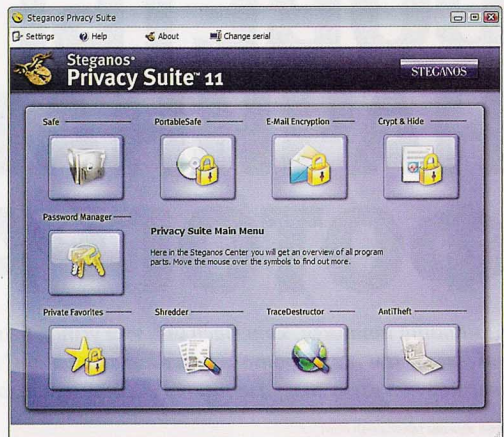 Steganos Privacy Suite
Settings Help About Change serial
Steganos®
Privacy Suite™ 11
STEGANOS
Safe PortableSafe E-Mail Encryption Crypt & Hide
Password Manager
Privacy Suite Main Menu
Here in the Steganos Center you will get an overview of all program
parts. Move the mouse over the symbols to find out more.
Private Favorites Shredder TraceDestructor AntiTheft